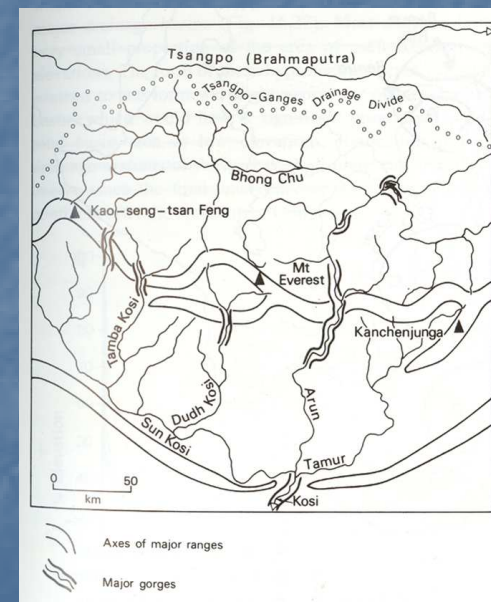 Tsangpo (Brahmaputra)
Tsangpo–Ganges Drainage Divide
Bhong Chu
Kao–seng–tsan Feng
Mt
Everest
Kanchenjunga
Tamba Kosi
Dudh Kosi
Sun Kosi
Arun
Tamur
Kosi
0 50
km
Axes of major ranges
Major gorges